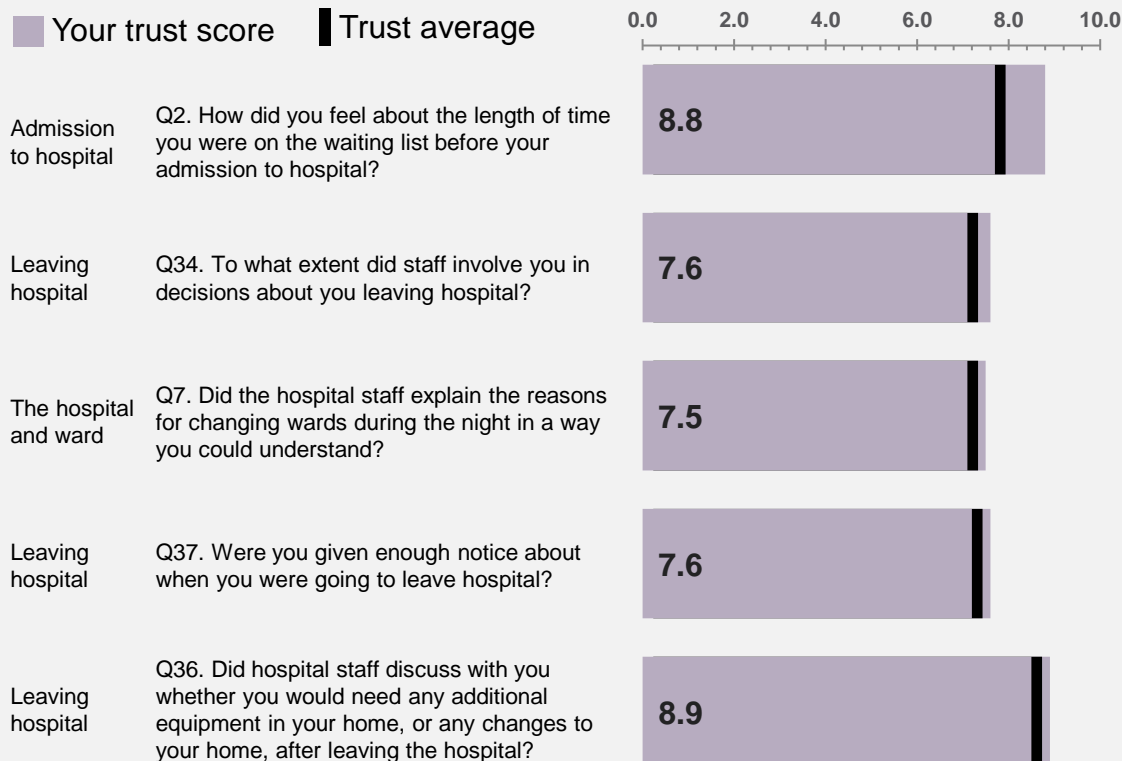 Your trust score
Trust average
0.0 2.0 4.0 6.0 8.0 10.0
Admission
to hospital
Q2. How did you feel about the length of time
you were on the waiting list before your
admission to hospital?
8.8
Leaving
hospital
Q34. To what extent did staff involve you in
decisions about you leaving hospital?
7.6
The hospital
and ward
Q7. Did the hospital staff explain the reasons
for changing wards during the night in a way
you could understand?
7.5
Leaving
hospital
Q37. Were you given enough notice about
when you were going to leave hospital?
7.6
Leaving
hospital
Q36. Did hospital staff discuss with you
whether you would need any additional
equipment in your home, or any changes to
your home, after leaving the hospital?
8.9